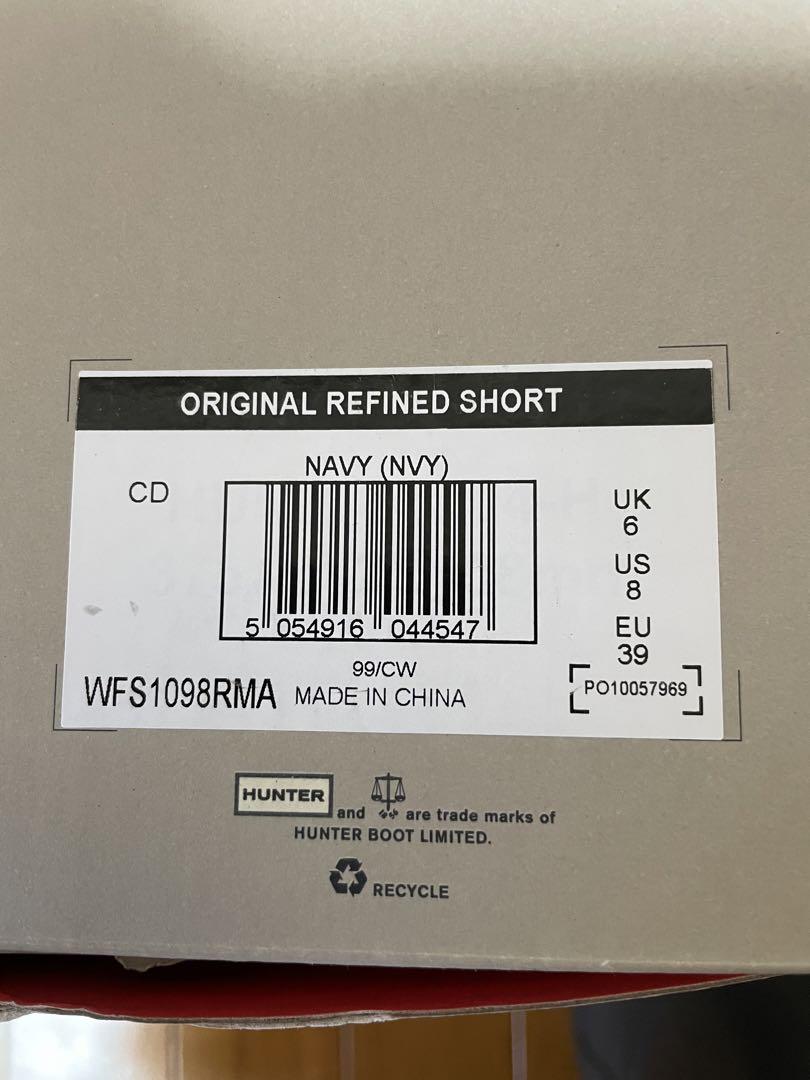 ORIGINAL REFINED SHORT
NAVY (NVY)
CD
5 054916 044547
UK
6
US
8
EU
39
99/CW
WFS1098RMA MADE IN CHINA
PO10057969
HUNTER and are trade marks of
HUNTER BOOT LIMITED.
RECYCLE